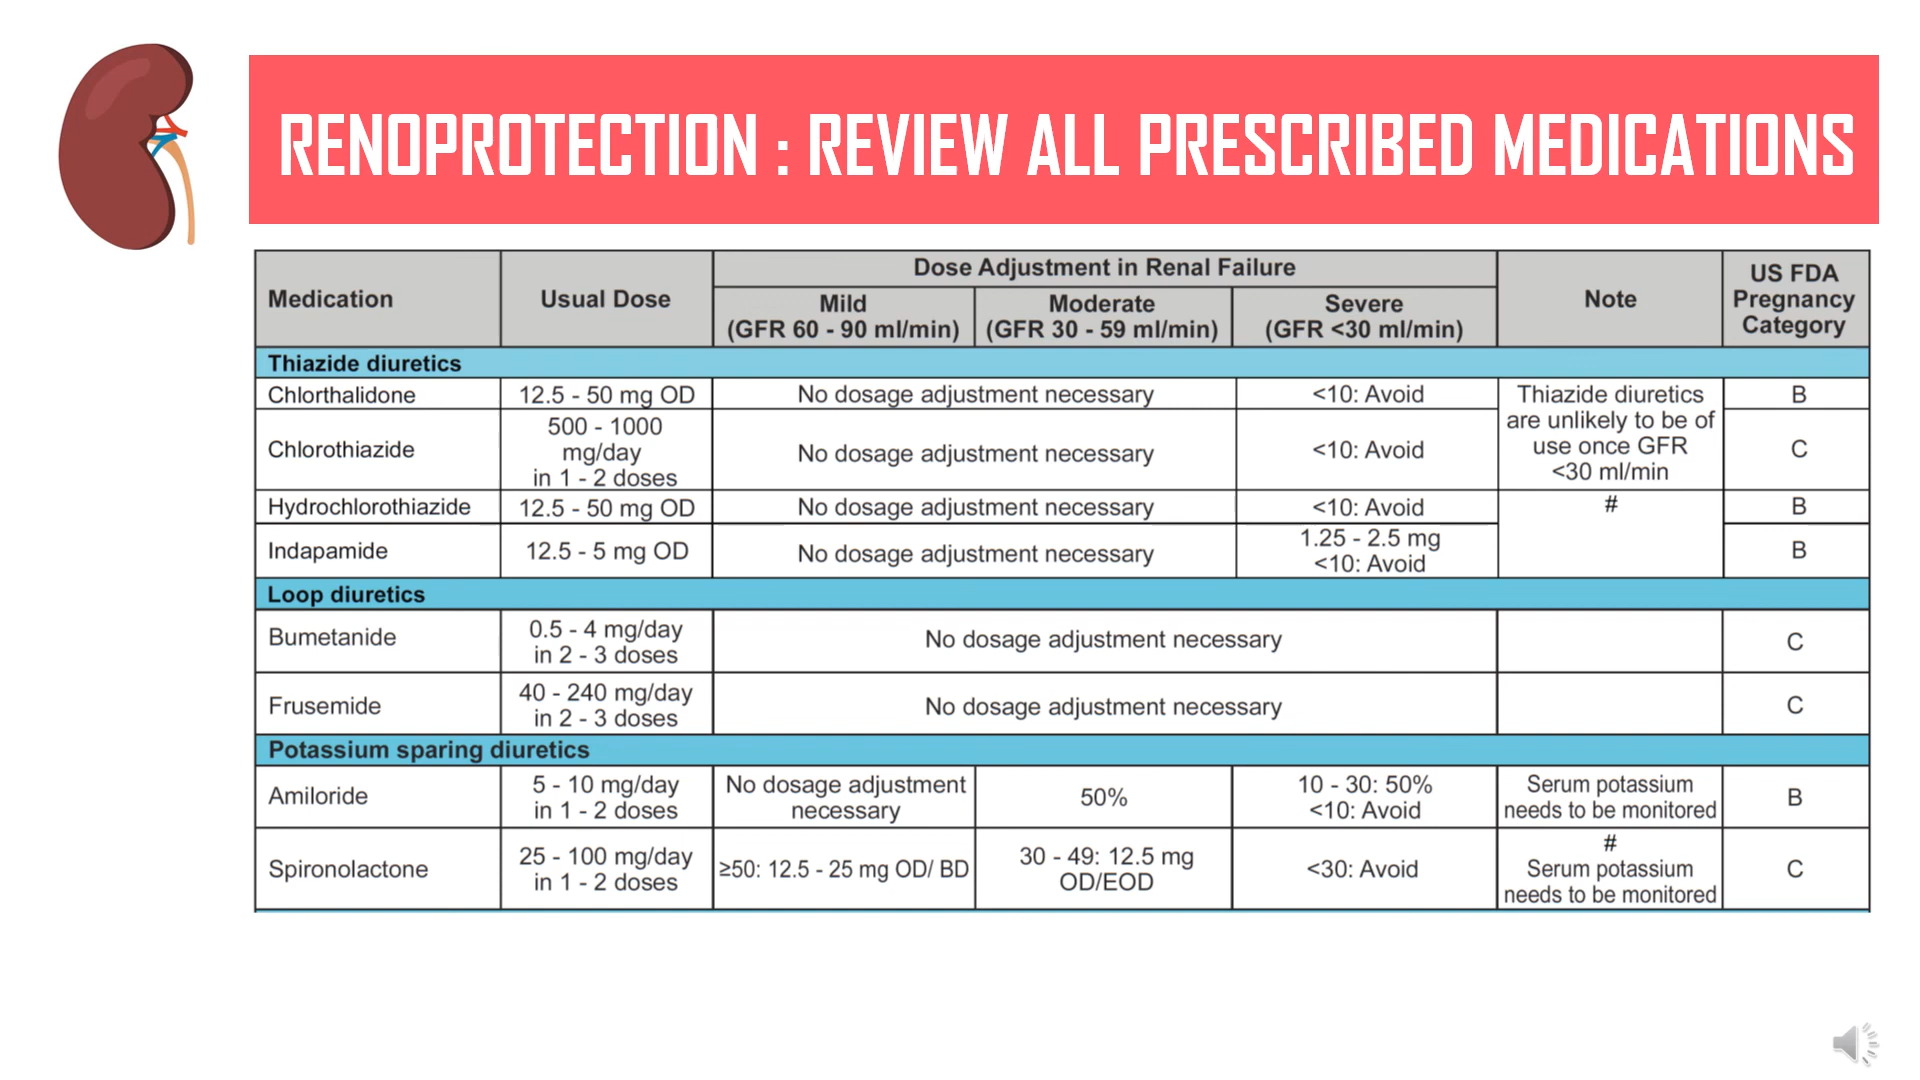 RENOPROTECTION : REVIEW ALL PRESCRIBED MEDICATIONS
Medication
Usual Dose
Dose Adjustment in Renal Failure
Mild
(GFR 60 - 90 ml/min)
Moderate
(GFR 30 - 59 ml/min)
Severe
(GFR <30 ml/min)
Note
US FDA
Pregnancy
Category
Thiazide diuretics
Chlorthalidone
12.5 - 50 mg OD
No dosage adjustment necessary
<10: Avoid
Thiazide diuretics
are unlikely to be of
use once GFR
<30 ml/min
B
Chlorothiazide
500 - 1000
mg/day
in 1 - 2 doses
No dosage adjustment necessary
<10: Avoid
C
Hydrochlorothiazide
12.5 - 50 mg OD
No dosage adjustment necessary
<10: Avoid
#
B
Indapamide
12.5 - 5 mg OD
No dosage adjustment necessary
1.25 - 2.5 mg
<10: Avoid
B
Loop diuretics
Bumetanide
0.5 - 4 mg/day
in 2 - 3 doses
No dosage adjustment necessary
C
Frusemide
40 - 240 mg/day
in 2 - 3 doses
No dosage adjustment necessary
C
Potassium sparing diuretics
Amiloride
5 - 10 mg/day
in 1 - 2 doses
No dosage adjustment
necessary
50%
10 - 30: 50%
<10: Avoid
Serum potassium
needs to be monitored
B
Spironolactone
25 - 100 mg/day
in 1 - 2 doses
≥50: 12.5 - 25 mg OD/ BD
30 - 49: 12.5 mg
OD/EOD
<30: Avoid
#
Serum potassium
needs to be monitored
C